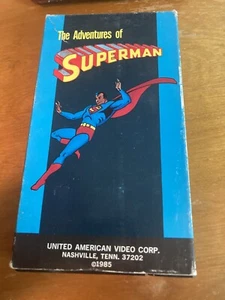 The Adventures of
SUPERMAN
UNITED AMERICAN VIDEO CORP.
NASHVILLE, TENN. 37202
©1985